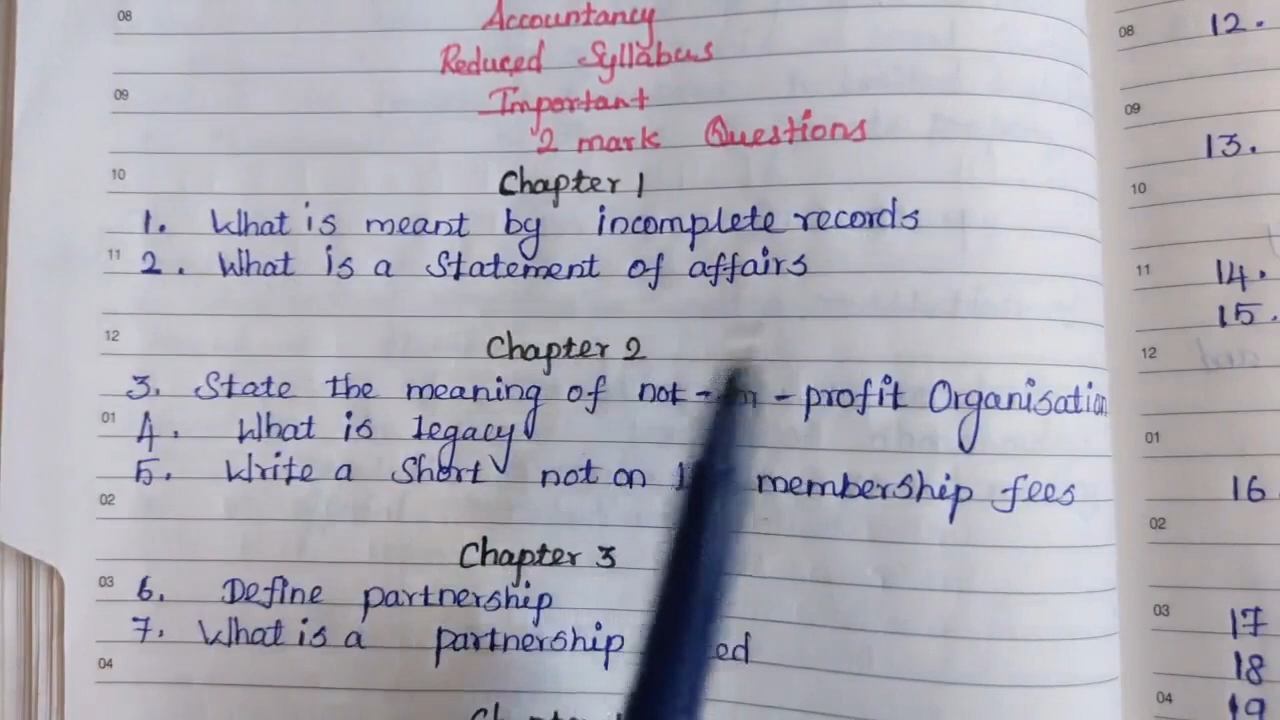 08
Accountancy
Reduced Syllabus
09
Important
2 mark Questions
10
Chapter 1
1. What is meant by incomplete records
11
2. What is a Statement of affairs
12
Chapter 2
3. State the meaning of not - - profit Organisation
01
4. What is legacy
5. Write a Short not on membership fees
02
Chapter 3
03
6. Define partnership
7. What is a partnership ed
04
08
12.
09
13.
10
11
14.
15.
12
01
16
02
03
17
18
04
19